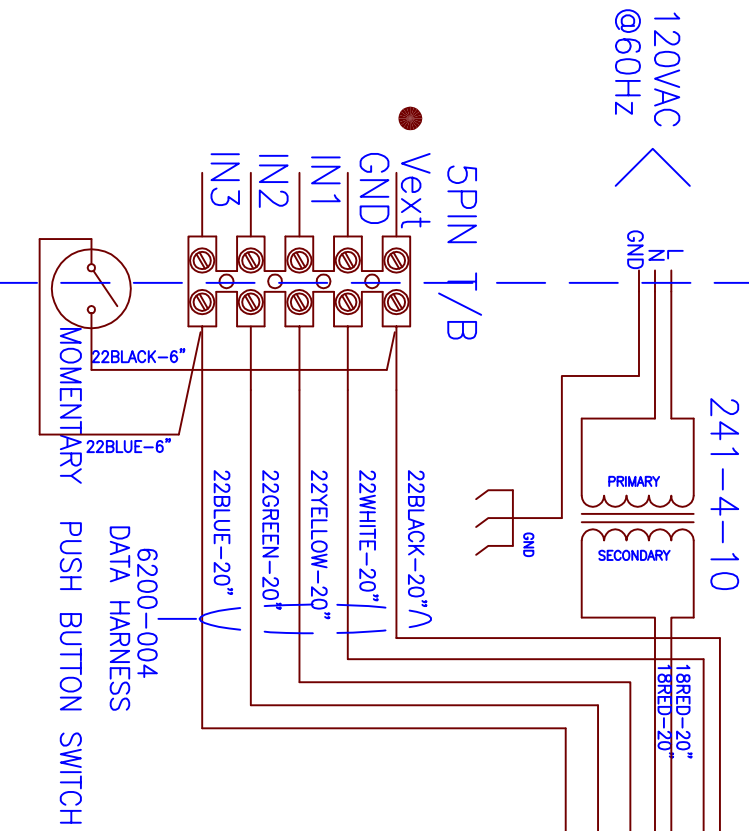 120VAC
@60Hz
L
N
GND
5PIN T/B
Vext
GND
IN1
IN2
IN3
241-4-10
PRIMARY
SECONDARY
GND
18RED-20"
18RED-20"
22BLACK-6"
22BLUE-6"
22BLACK-20"
22WHITE-20"
22YELLOW-20"
22GREEN-20"
22BLUE-20"
6200-004
DATA HARNESS
MOMENTARY PUSH BUTTON SWITCH